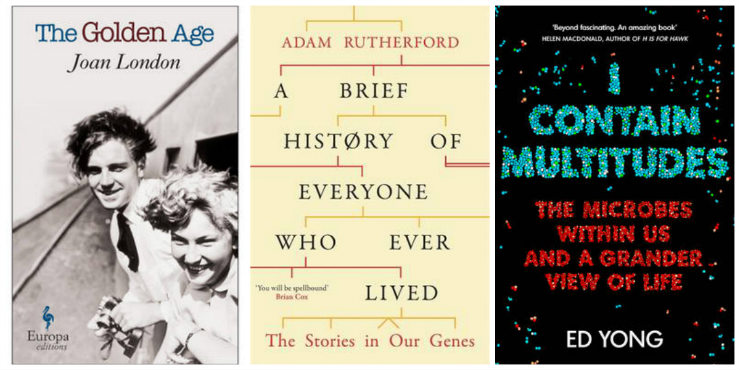 The Golden Age
Joan London
Europa
editions
ADAM RUTHERFORD
A BRIEF
HISTØRY OF
EVERYONE
WHO EVER
'You will be spellbound'
Brian Cox
LIVED
The Stories in Our Genes
'Beyond fascinating. An amazing book'
HELEN MACDONALD, AUTHOR OF H IS FOR HAWK
I
CONTAIN
MULTITUDES
THE MICROBES
WITHIN US
AND A GRANDER
VIEW OF LIFE
ED YONG